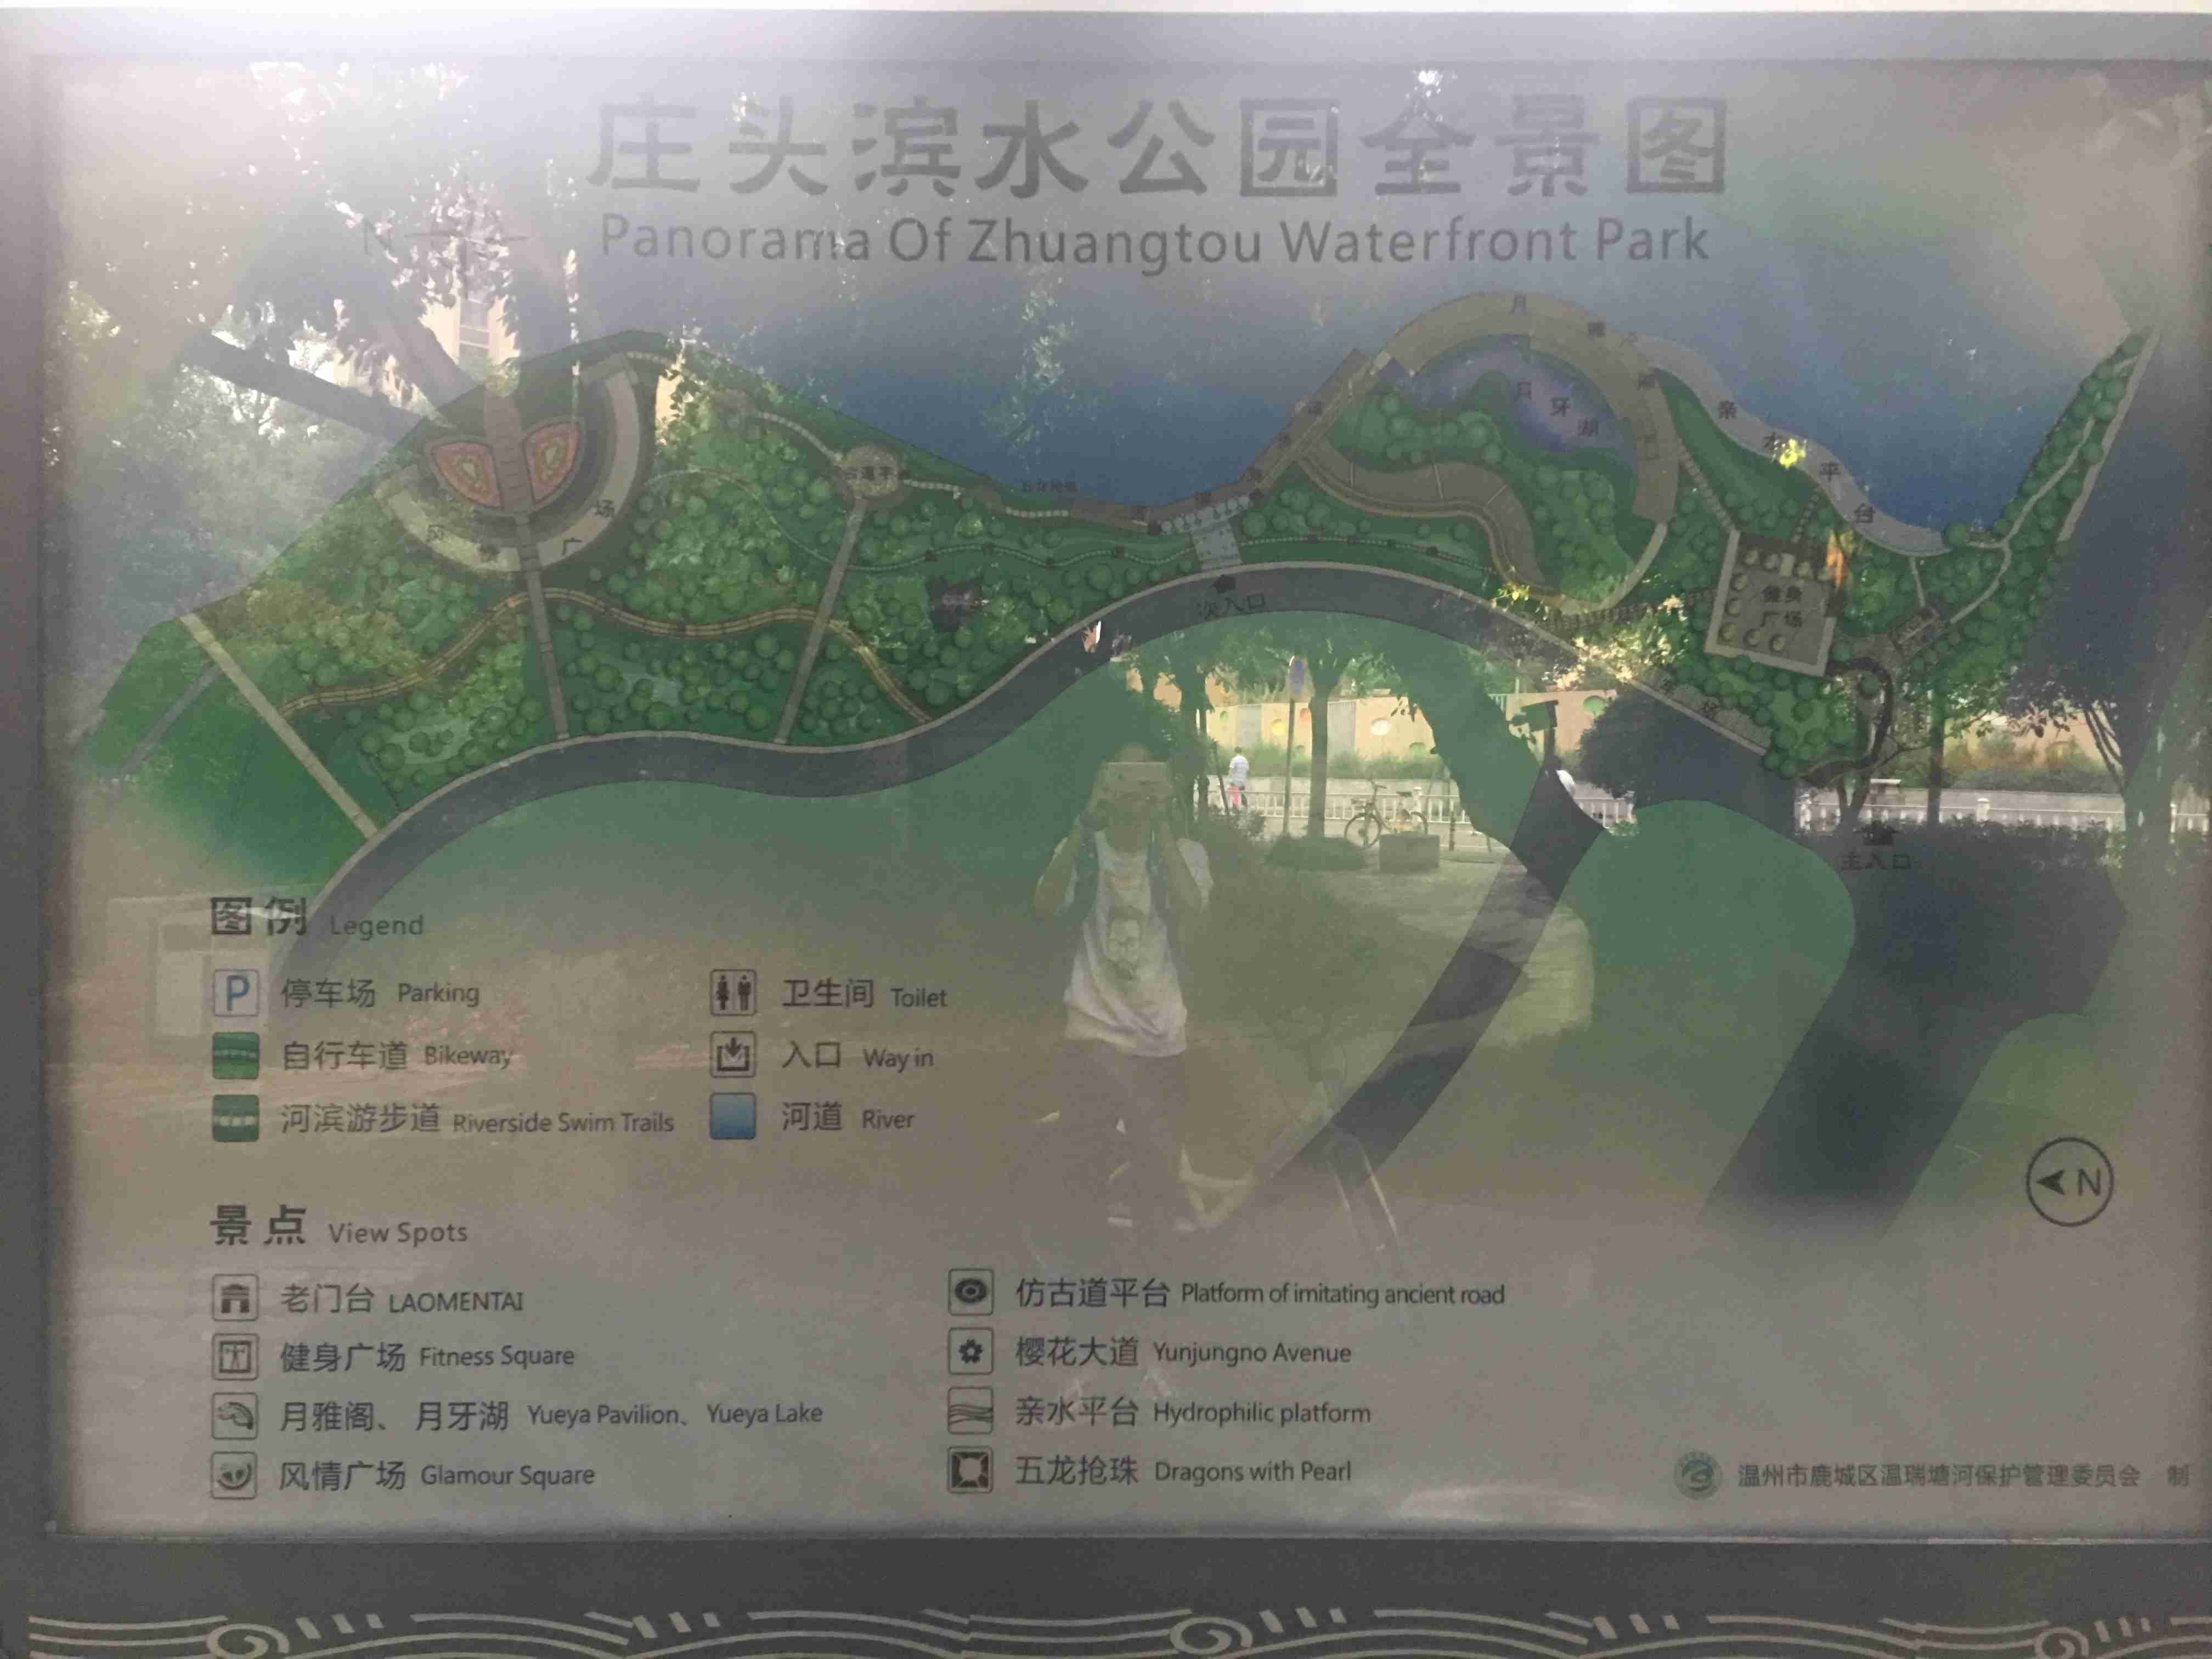 庄头滨水公园全景图
N
Panorama Of Zhuangtou Waterfront Park
月
月牙湖
亲水平台
风情广场
健身广场
次入口
主入口
图例 Legend
P 停车场 Parking
卫生间 Toilet
自行车道 Bikeway
入口 Way in
河滨游步道 Riverside Swim Trails
河道 River
N
景点 View Spots
老门台 LAOMENTAI
仿古道平台 Platform of imitating ancient road
健身广场 Fitness Square
樱花大道 Yunjungno Avenue
月雅阁、月牙湖 Yueya Pavilion、Yueya Lake
亲水平台 Hydrophilic platform
风情广场 Glamour Square
五龙抢珠 Dragons with Pearl
温州市鹿城区温瑞塘河保护管理委员会 制